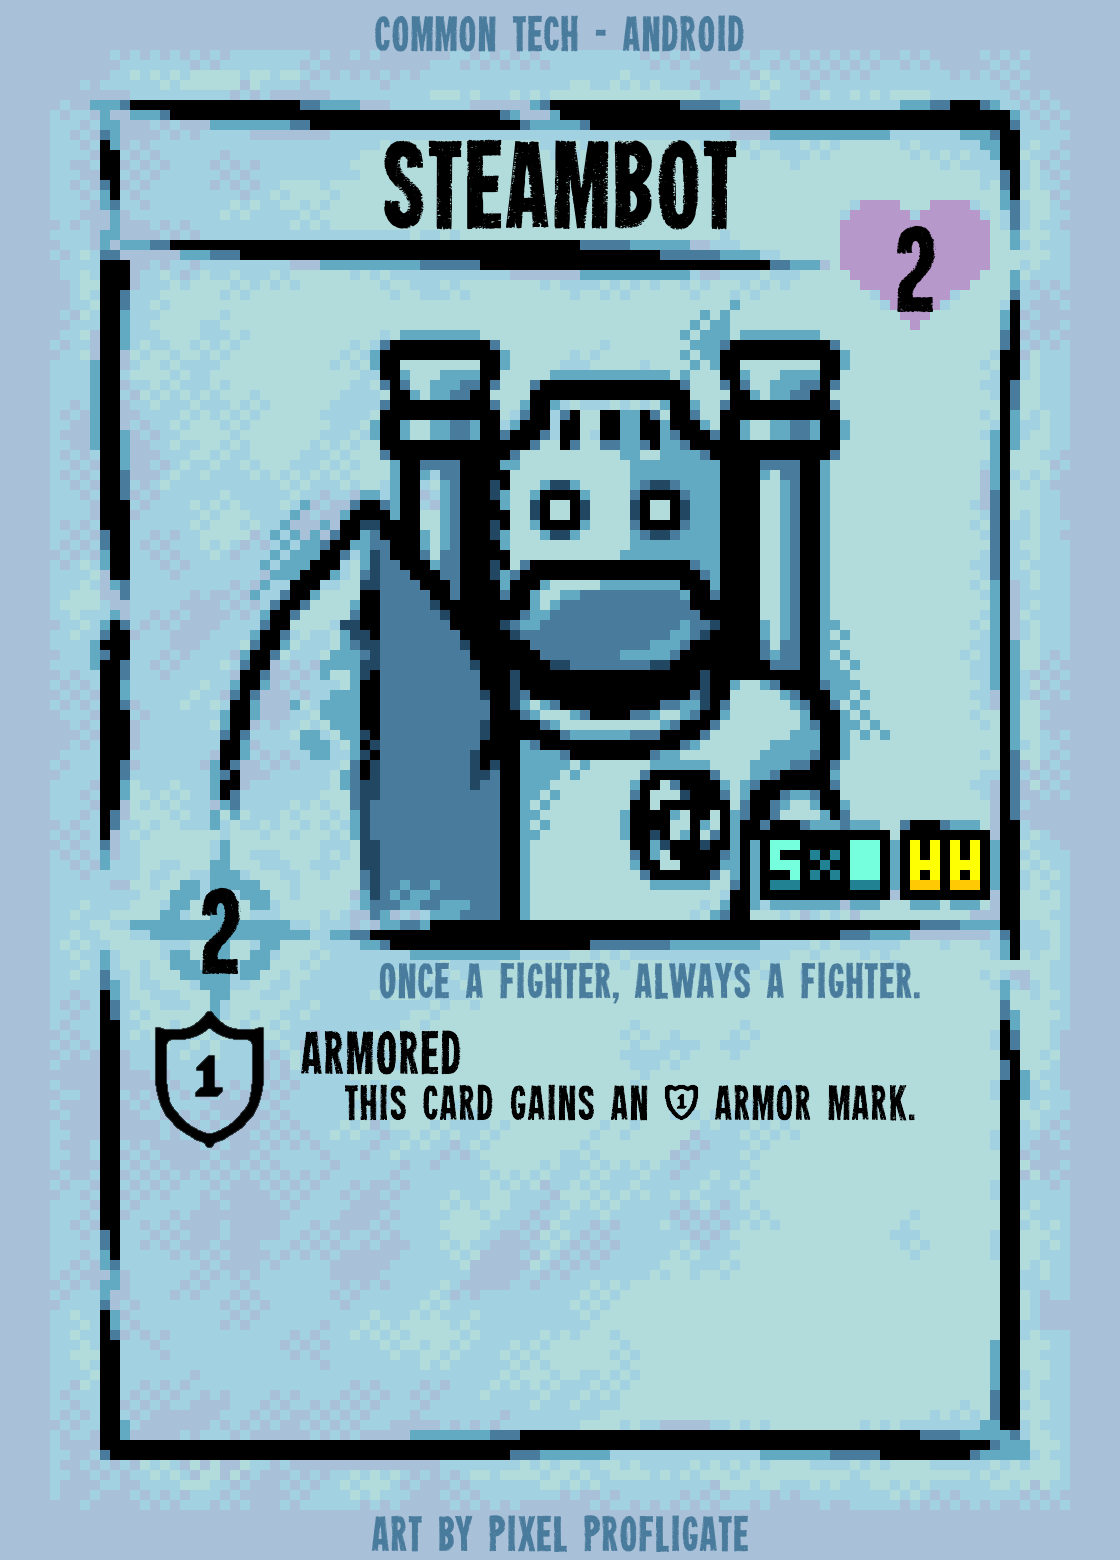 COMMON TECH - ANDROID
STEAMBOT
2
2
ONCE A FIGHTER, ALWAYS A FIGHTER.
1
ARMORED
THIS CARD GAINS AN 1 ARMOR MARK.
ART BY PIXEL PROFLIGATE